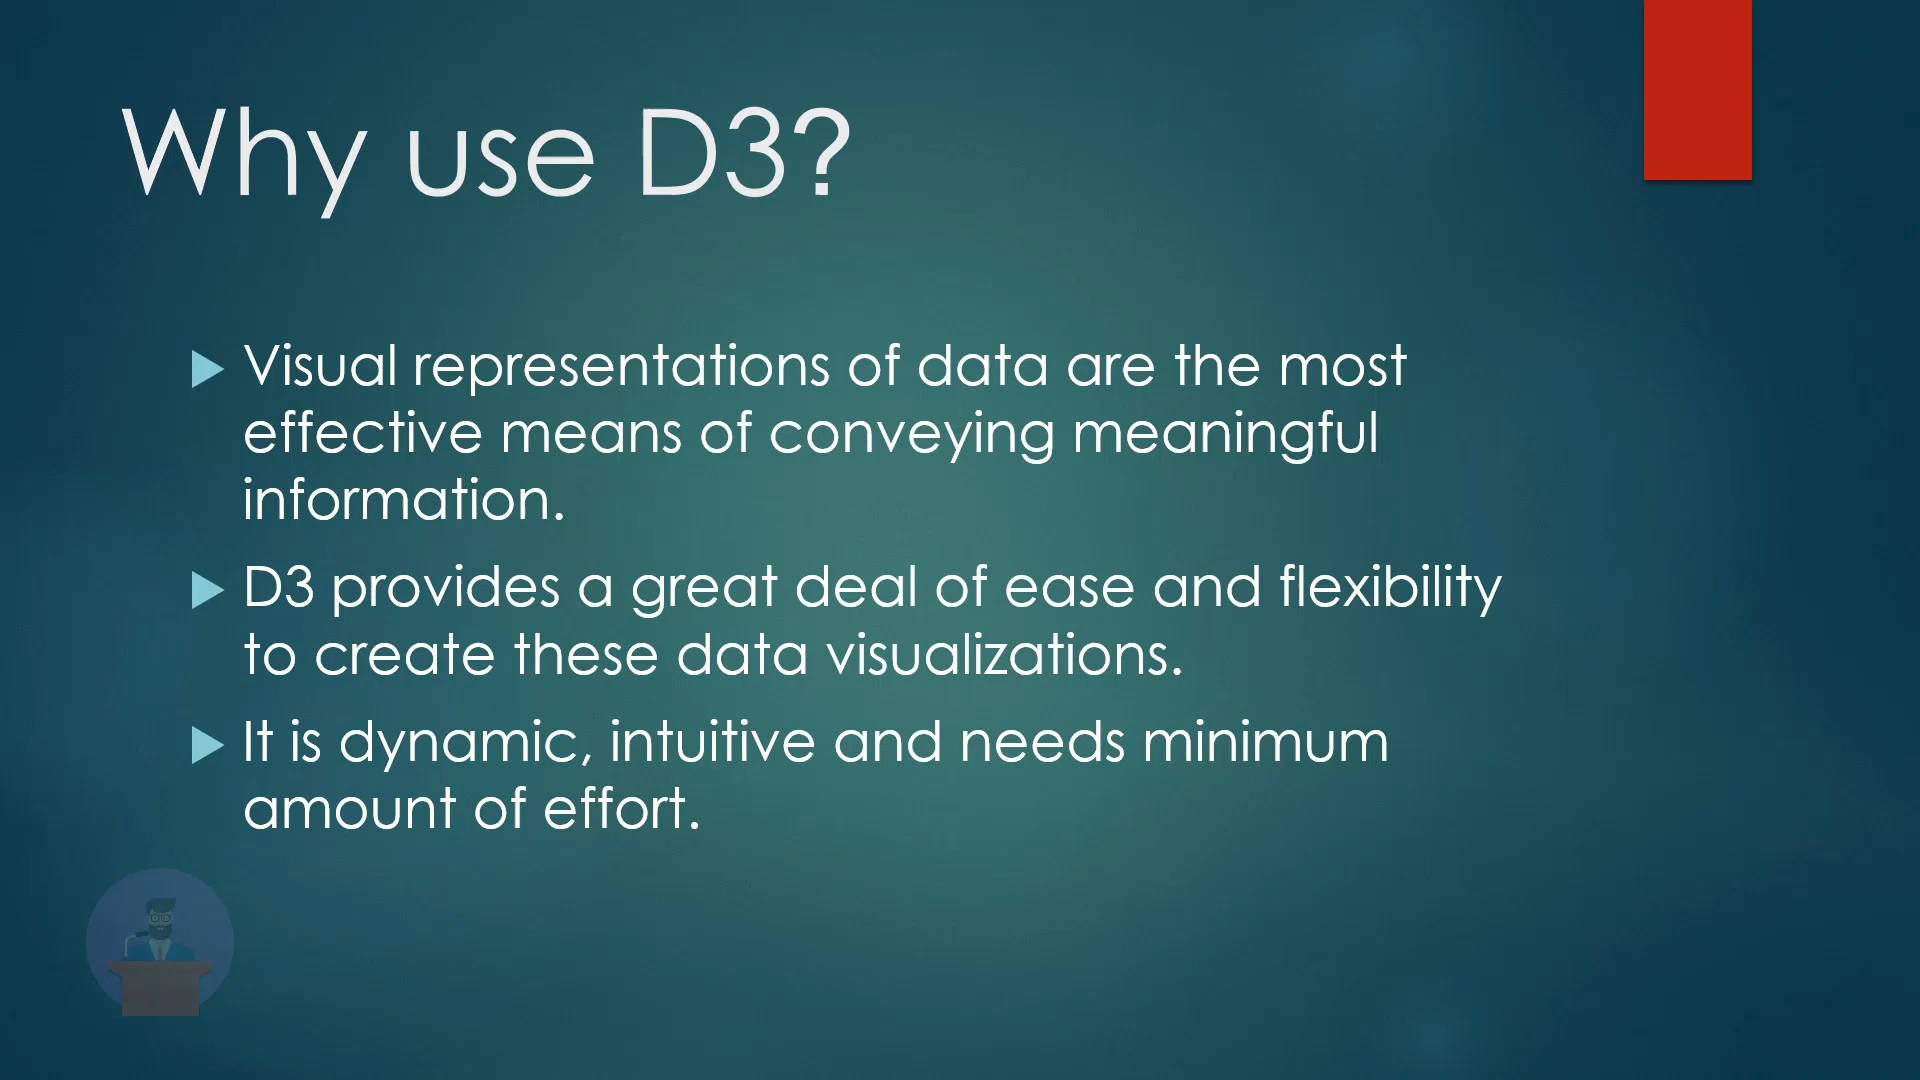 Why use D3?
Visual representations of data are the most
effective means of conveying meaningful
information.
D3 provides a great deal of ease and flexibility
to create these data visualizations.
It is dynamic, intuitive and needs minimum
amount of effort.